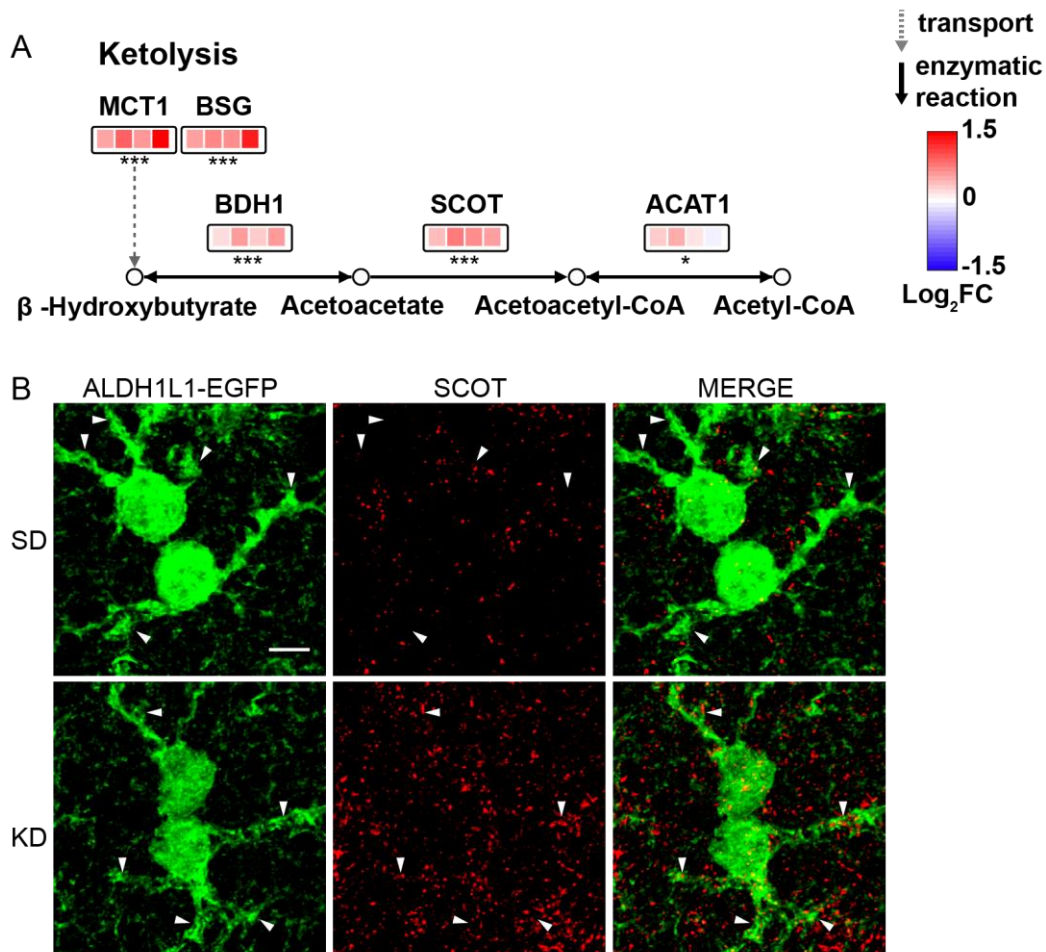 A
Ketolysis
transport
enzymatic
reaction
MCT1 BSG
*** ***
1.5
0
-1.5
Log₂FC
BDH1 SCOT ACAT1
*** *** *
β -Hydroxybutyrate Acetoacetate Acetoacetyl-CoA Acetyl-CoA
B
ALDH1L1-EGFP SCOT MERGE
SD
KD